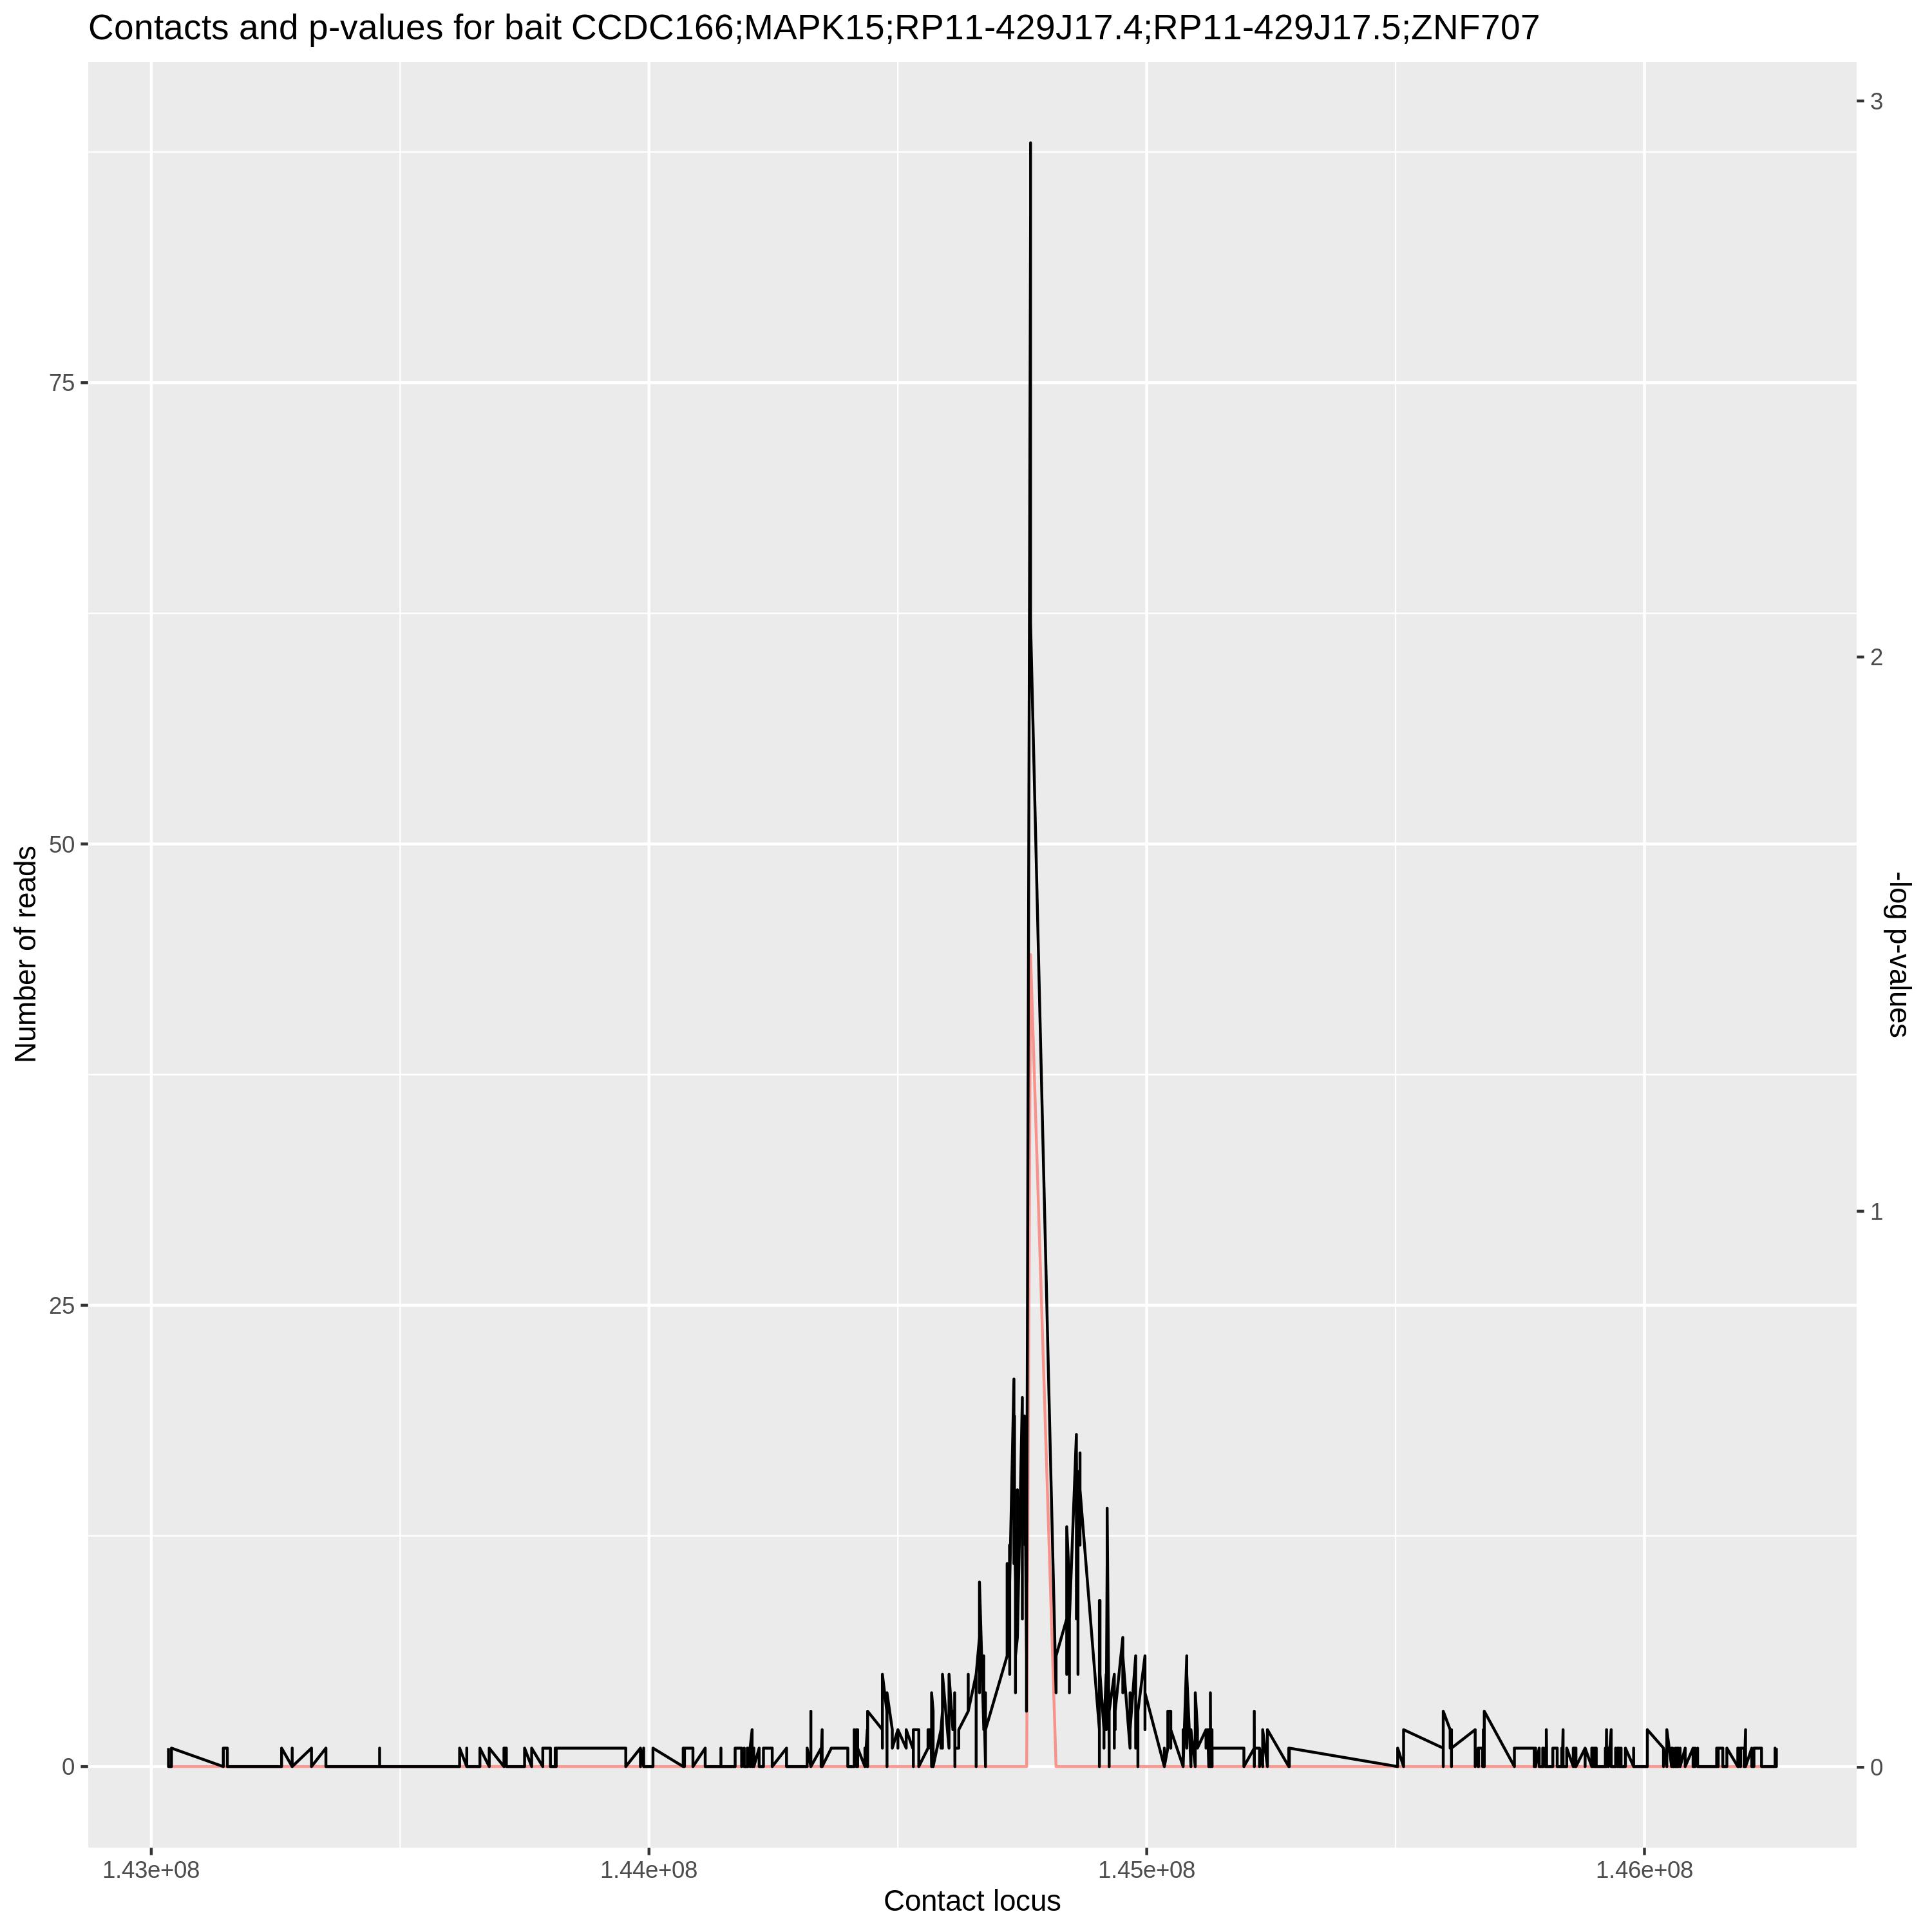 Contacts and p-values for bait CCDC166;MAPK15;RP11-429J17.4;RP11-429J17.5;ZNF707
3
75
2
50
Number of reads
-log p-values
1
25
0
0
1.43e+08
1.44e+08
1.45e+08
1.46e+08
Contact locus